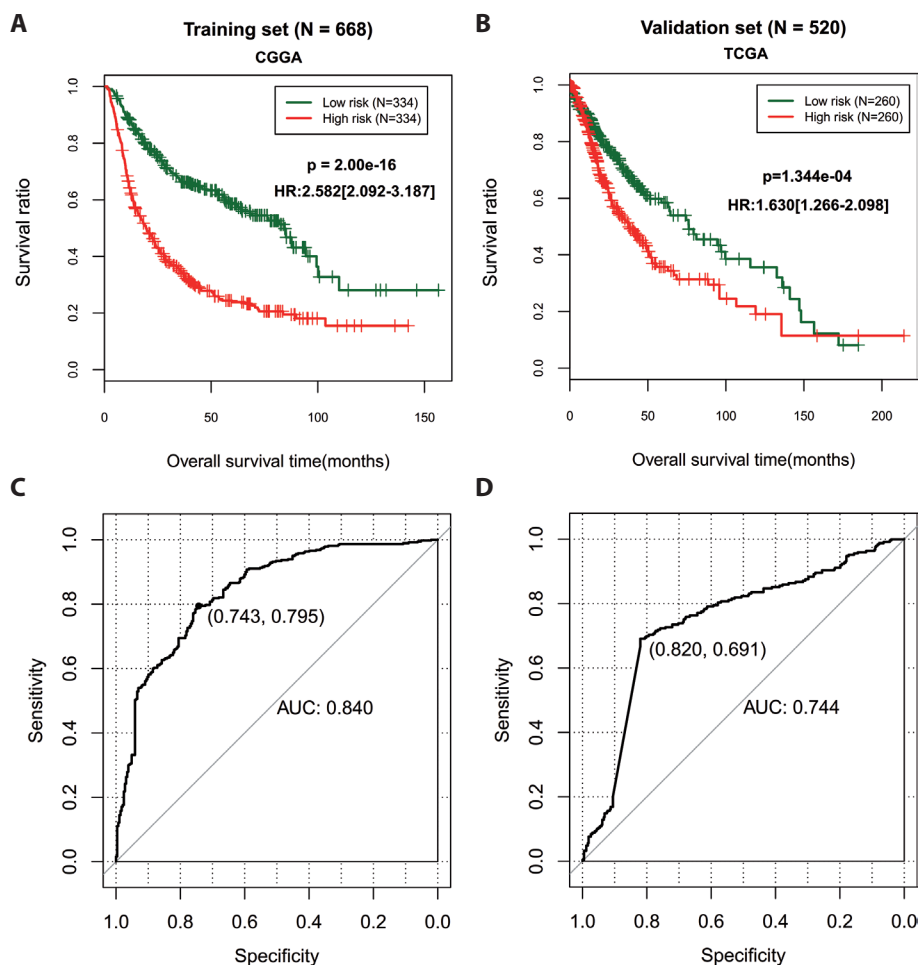 A
Training set (N = 668)
CGGA
Survival ratio
1.0
0.8
0.6
0.4
0.2
0.0
Low risk (N=334)
High risk (N=334)
p = 2.00e-16
HR:2.582[2.092-3.187]
0 50 100 150
Overall survival time(months)
B
Validation set (N = 520)
TCGA
Survival ratio
1.0
0.8
0.6
0.4
0.2
0.0
Low risk (N=260)
High risk (N=260)
p=1.344e-04
HR:1.630[1.266-2.098]
0 50 100 150 200
Overall survival time(months)
C
Sensitivity
1.0
0.8
0.6
0.4
0.2
0.0
(0.743, 0.795)
AUC: 0.840
1.0 0.8 0.6 0.4 0.2 0.0
Specificity
D
Sensitivity
1.0
0.8
0.6
0.4
0.2
0.0
(0.820, 0.691)
AUC: 0.744
1.0 0.8 0.6 0.4 0.2 0.0
Specificity